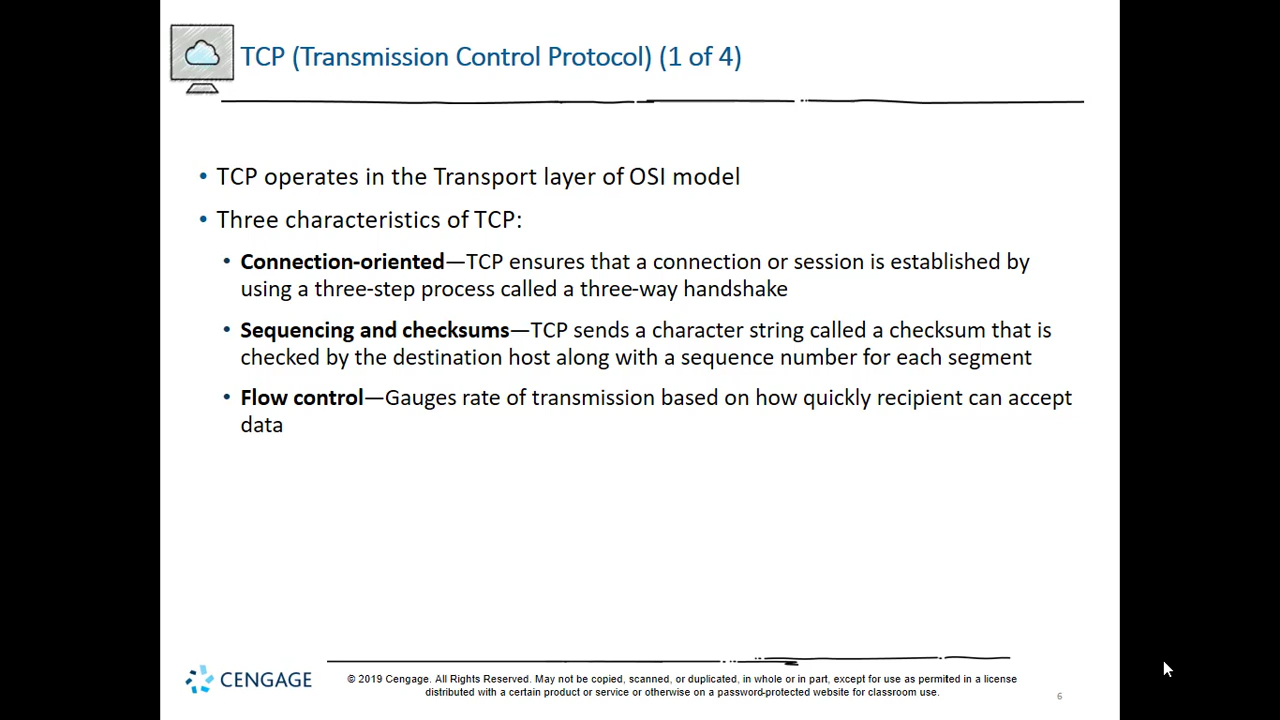 TCP (Transmission Control Protocol) (1 of 4)
• TCP operates in the Transport layer of OSI model
• Three characteristics of TCP:
• Connection-oriented—TCP ensures that a connection or session is established by
using a three-step process called a three-way handshake
• Sequencing and checksums—TCP sends a character string called a checksum that is
checked by the destination host along with a sequence number for each segment
• Flow control—Gauges rate of transmission based on how quickly recipient can accept
data
CENGAGE
© 2019 Cengage. All Rights Reserved. May not be copied, scanned, or duplicated, in whole or in part, except for use as permitted in a license
distributed with a certain product or service or otherwise on a password-protected website for classroom use.
6